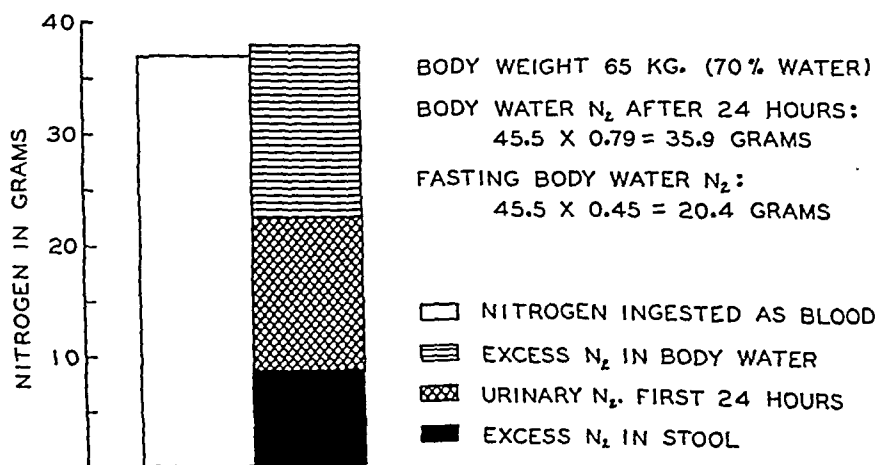 40
30
20
10
NITROGEN IN GRAMS
BODY WEIGHT 65 KG. (70% WATER)
BODY WATER N₂ AFTER 24 HOURS:
45.5 X 0.79 = 35.9 GRAMS
FASTING BODY WATER N₂:
45.5 X 0.45 = 20.4 GRAMS
NITROGEN INGESTED AS BLOOD
EXCESS N₂ IN BODY WATER
URINARY N₂. FIRST 24 HOURS
EXCESS N₂ IN STOOL